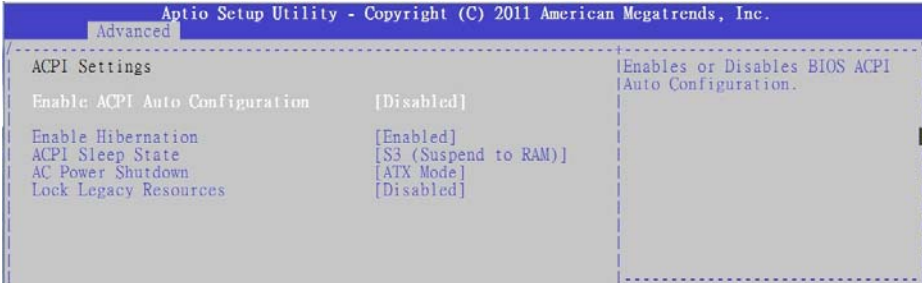 Aptio Setup Utility - Copyright (C) 2011 American Megatrends, Inc.
Advanced
ACPI Settings
Enables or Disables BIOS ACPI
Auto Configuration.
Enable ACPI Auto Configuration [Disabled]
Enable Hibernation [Enabled]
ACPI Sleep State [S3 (Suspend to RAM)]
AC Power Shutdown [ATX Mode]
Lock Legacy Resources [Disabled]